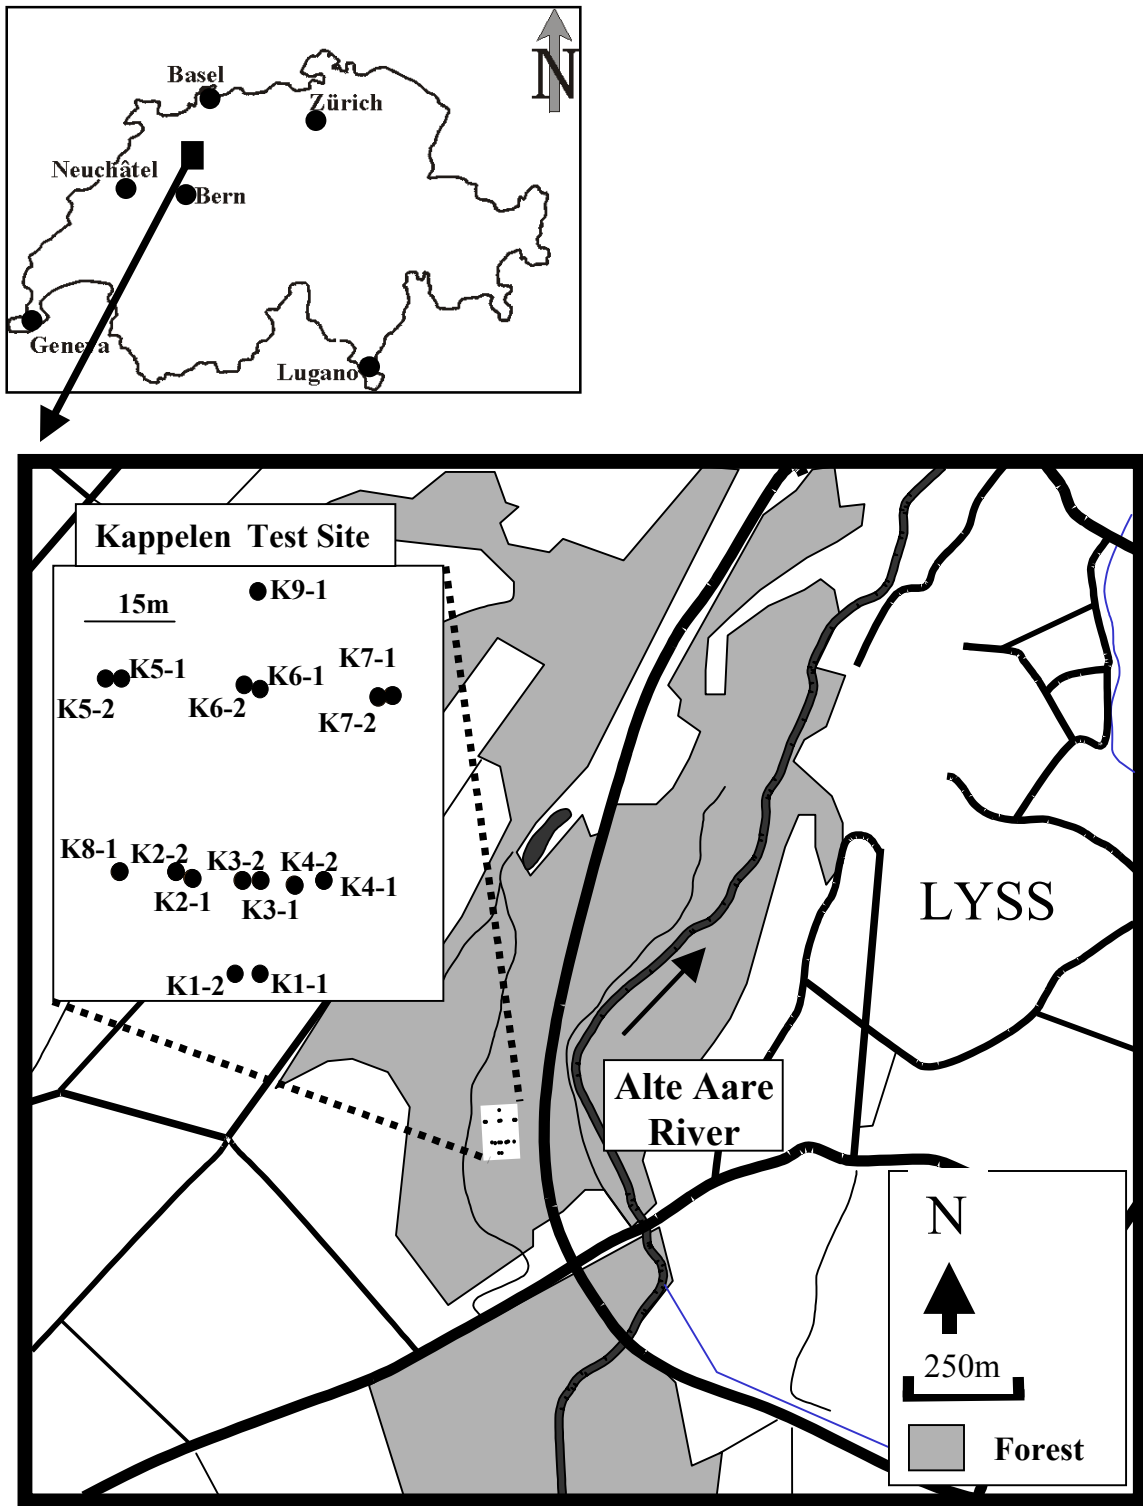 N
Basel
Zürich
Neuchâtel
Bern
Geneva
Lugano
Kappelen Test Site
K9-1
15m
K7-1
K5-1
K6-1
K5-2
K6-2
K7-2
K8-1
K2-2
K3-2
K4-2
K4-1
K2-1
K3-1
K1-2
K1-1
LYSS
Alte Aare
River
N
250m
Forest